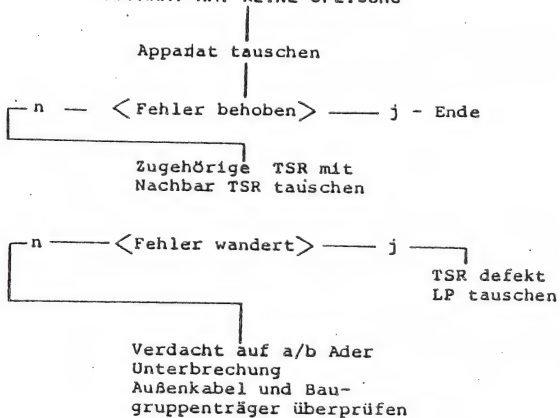 Apparat tauschen
n — <Fehler behoben> — j - Ende
Zugehörige TSR mit
Nachbar TSR tauschen
n — <Fehler wandert> — j
TSR defekt
LP tauschen
Verdacht auf a/b Ader
Unterbrechung
Außenkabel und Bau-
gruppenträger überprüfen